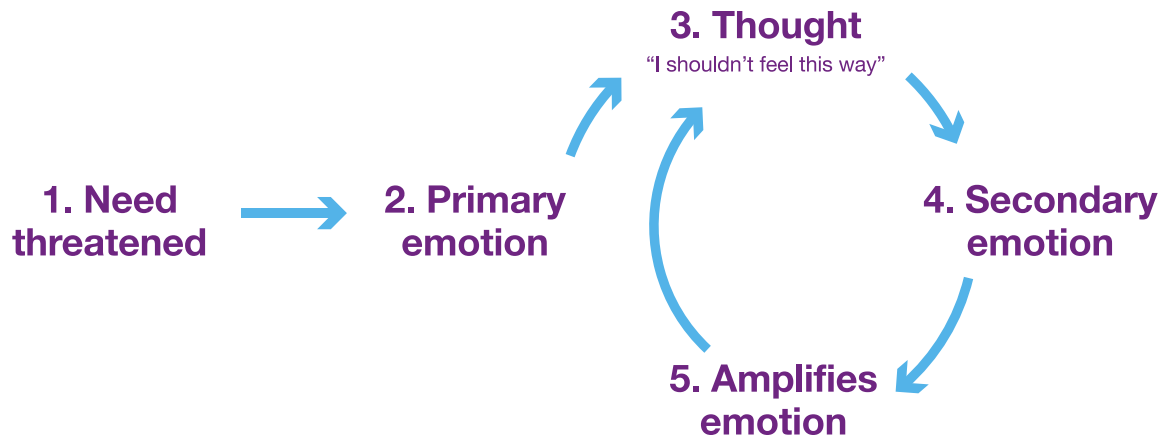 1. Need
threatened
2. Primary
emotion
3. Thought
“I shouldn’t feel this way”
4. Secondary
emotion
5. Amplifies
emotion